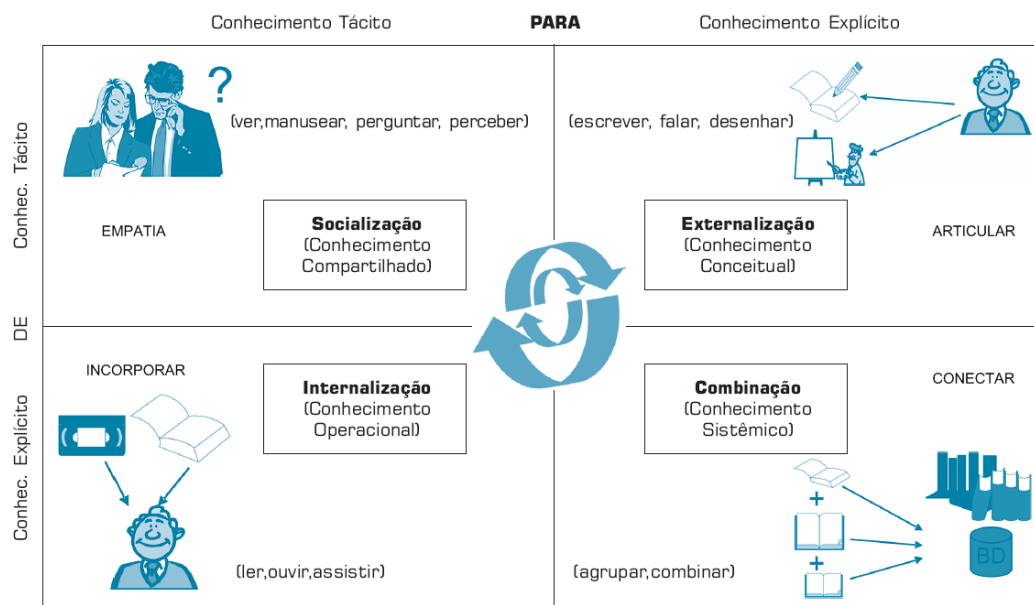 Conhecimento Tácito PARA Conhecimento Explícito
Conhec. Tácito
DE
Conhec. Explícito
?
(ver,manusear, perguntar, perceber)
EMPATIA
Socialização
(Conhecimento
Compartilhado)
(escrever, falar, desenhar)
Externalização
(Conhecimento
Conceitual)
ARTICULAR
INCORPORAR
Internalização
(Conhecimento
Operacional)
(ler,ouvir,assistir)
Combinação
(Conhecimento
Sistêmico)
CONECTAR
+
+
BD
(agrupar,combinar)